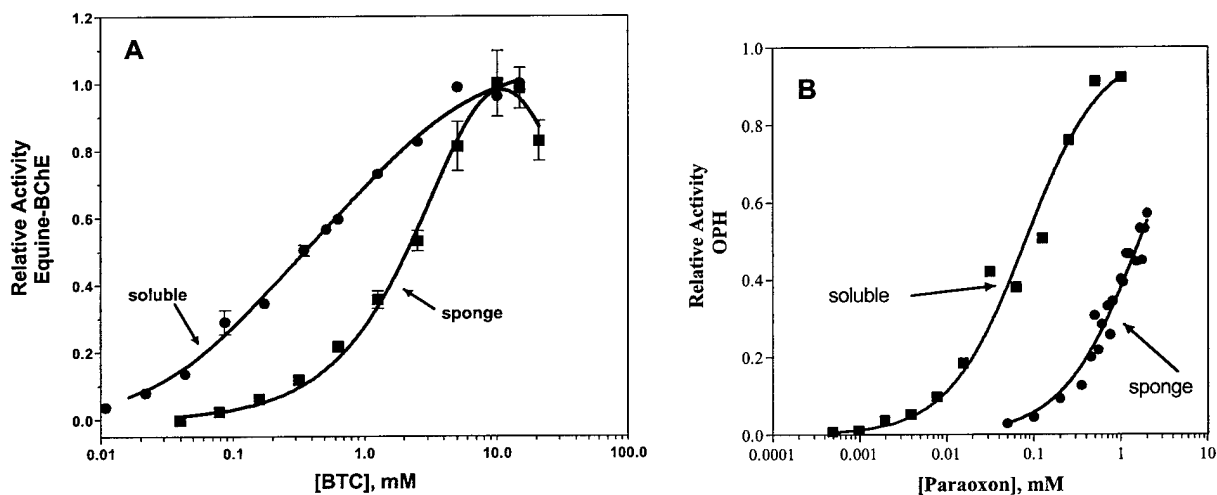 A
Relative Activity
Equine-BChE
1.2
1.0
0.8
0.6
0.4
0.2
0.0
soluble
sponge
0.01
0.1
1.0
10.0
100.0
[BTC], mM
B
Relative Activity
OPH
1.0
0.8
0.6
0.4
0.2
0.0
soluble
sponge
0.0001
0.001
0.01
0.1
1
10
[Paraoxon], mM